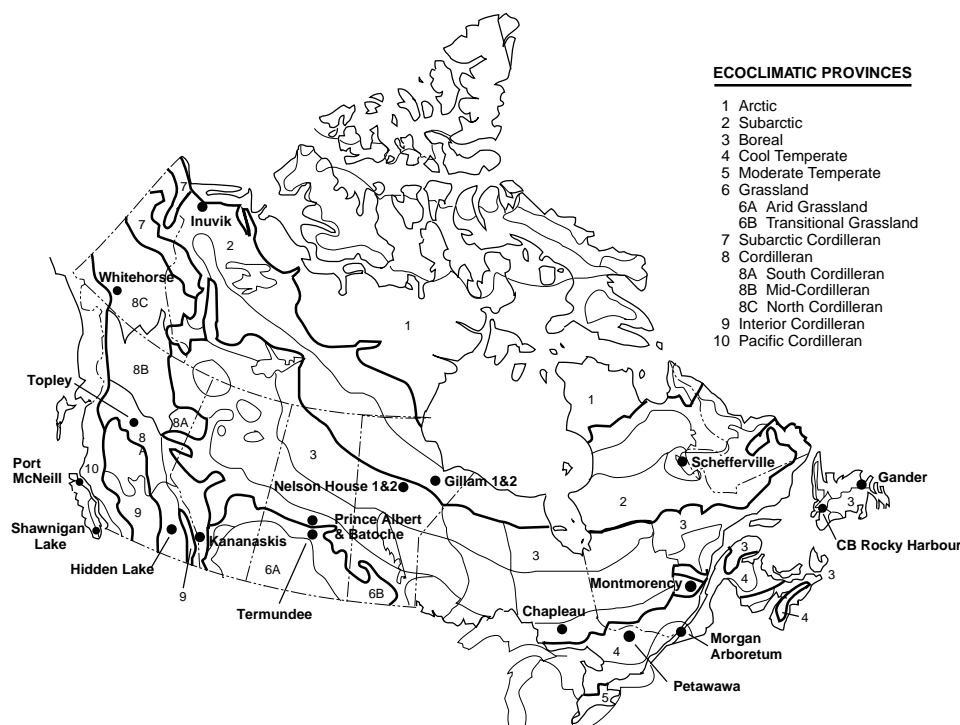 ECOCLIMATIC PROVINCES
1 Arctic
2 Subarctic
3 Boreal
4 Cool Temperate
5 Moderate Temperate
6 Grassland
6A Arid Grassland
6B Transitional Grassland
7 Subarctic Cordilleran
8 Cordilleran
8A South Cordilleran
8B Mid-Cordilleran
8C North Cordilleran
9 Interior Cordilleran
10 Pacific Cordilleran
7
Inuvik
7
2
Whitehorse
8C
1
8B
Topley
1
8A
8
A
3
Schefferville
Port
McNeill
10
Nelson House 1&2
Gillam 1&2
Gander
2
3
9
Prince Albert
& Batoche
3
Shawnigan
Lake
Kananaskis
CB Rocky Harbour
3
3
Hidden Lake
6A
Montmorency
4
3
9
6B
Termundee
Chapleau
4
Morgan
Arboretum
4
Petawawa
5